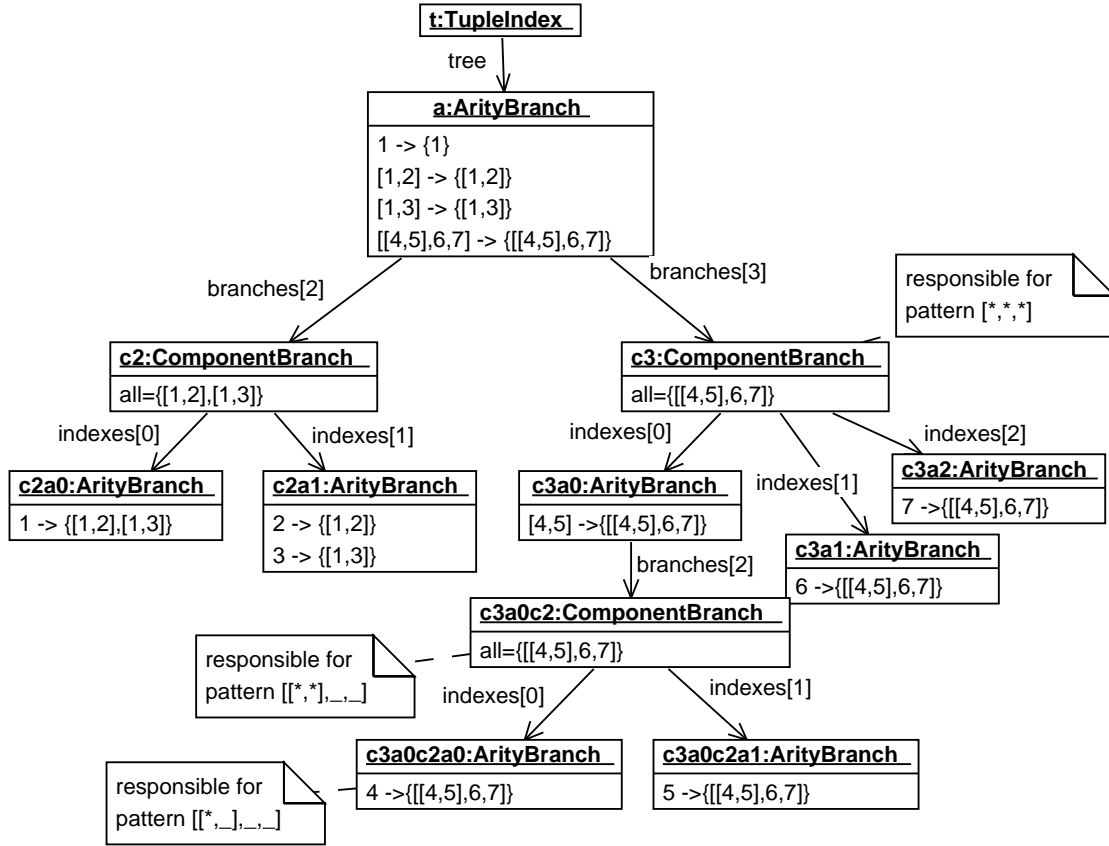 t:TupleIndex
tree
a:ArityBranch
1 -> {1}
[1,2] -> {[1,2]}
[1,3] -> {[1,3]}
[[4,5],6,7] -> {[[4,5],6,7]}
branches[2]
branches[3]
responsible for
pattern [*,*,*]
c2:ComponentBranch
all={[1,2],[1,3]}
c3:ComponentBranch
all={[[4,5],6,7]}
indexes[0]
indexes[1]
indexes[0]
indexes[1]
indexes[2]
c2a0:ArityBranch
1 -> {[1,2],[1,3]}
c2a1:ArityBranch
2 -> {[1,2]}
3 -> {[1,3]}
c3a0:ArityBranch
[4,5] ->{[[4,5],6,7]}
c3a2:ArityBranch
7 ->{[[4,5],6,7]}
c3a1:ArityBranch
6 ->{[[4,5],6,7]}
branches[2]
c3a0c2:ComponentBranch
all={[[4,5],6,7]}
responsible for
pattern [[*,*],_,_]
indexes[0]
indexes[1]
c3a0c2a0:ArityBranch
4 ->{[[4,5],6,7]}
c3a0c2a1:ArityBranch
5 ->{[[4,5],6,7]}
responsible for
pattern [[*,_],_,_]